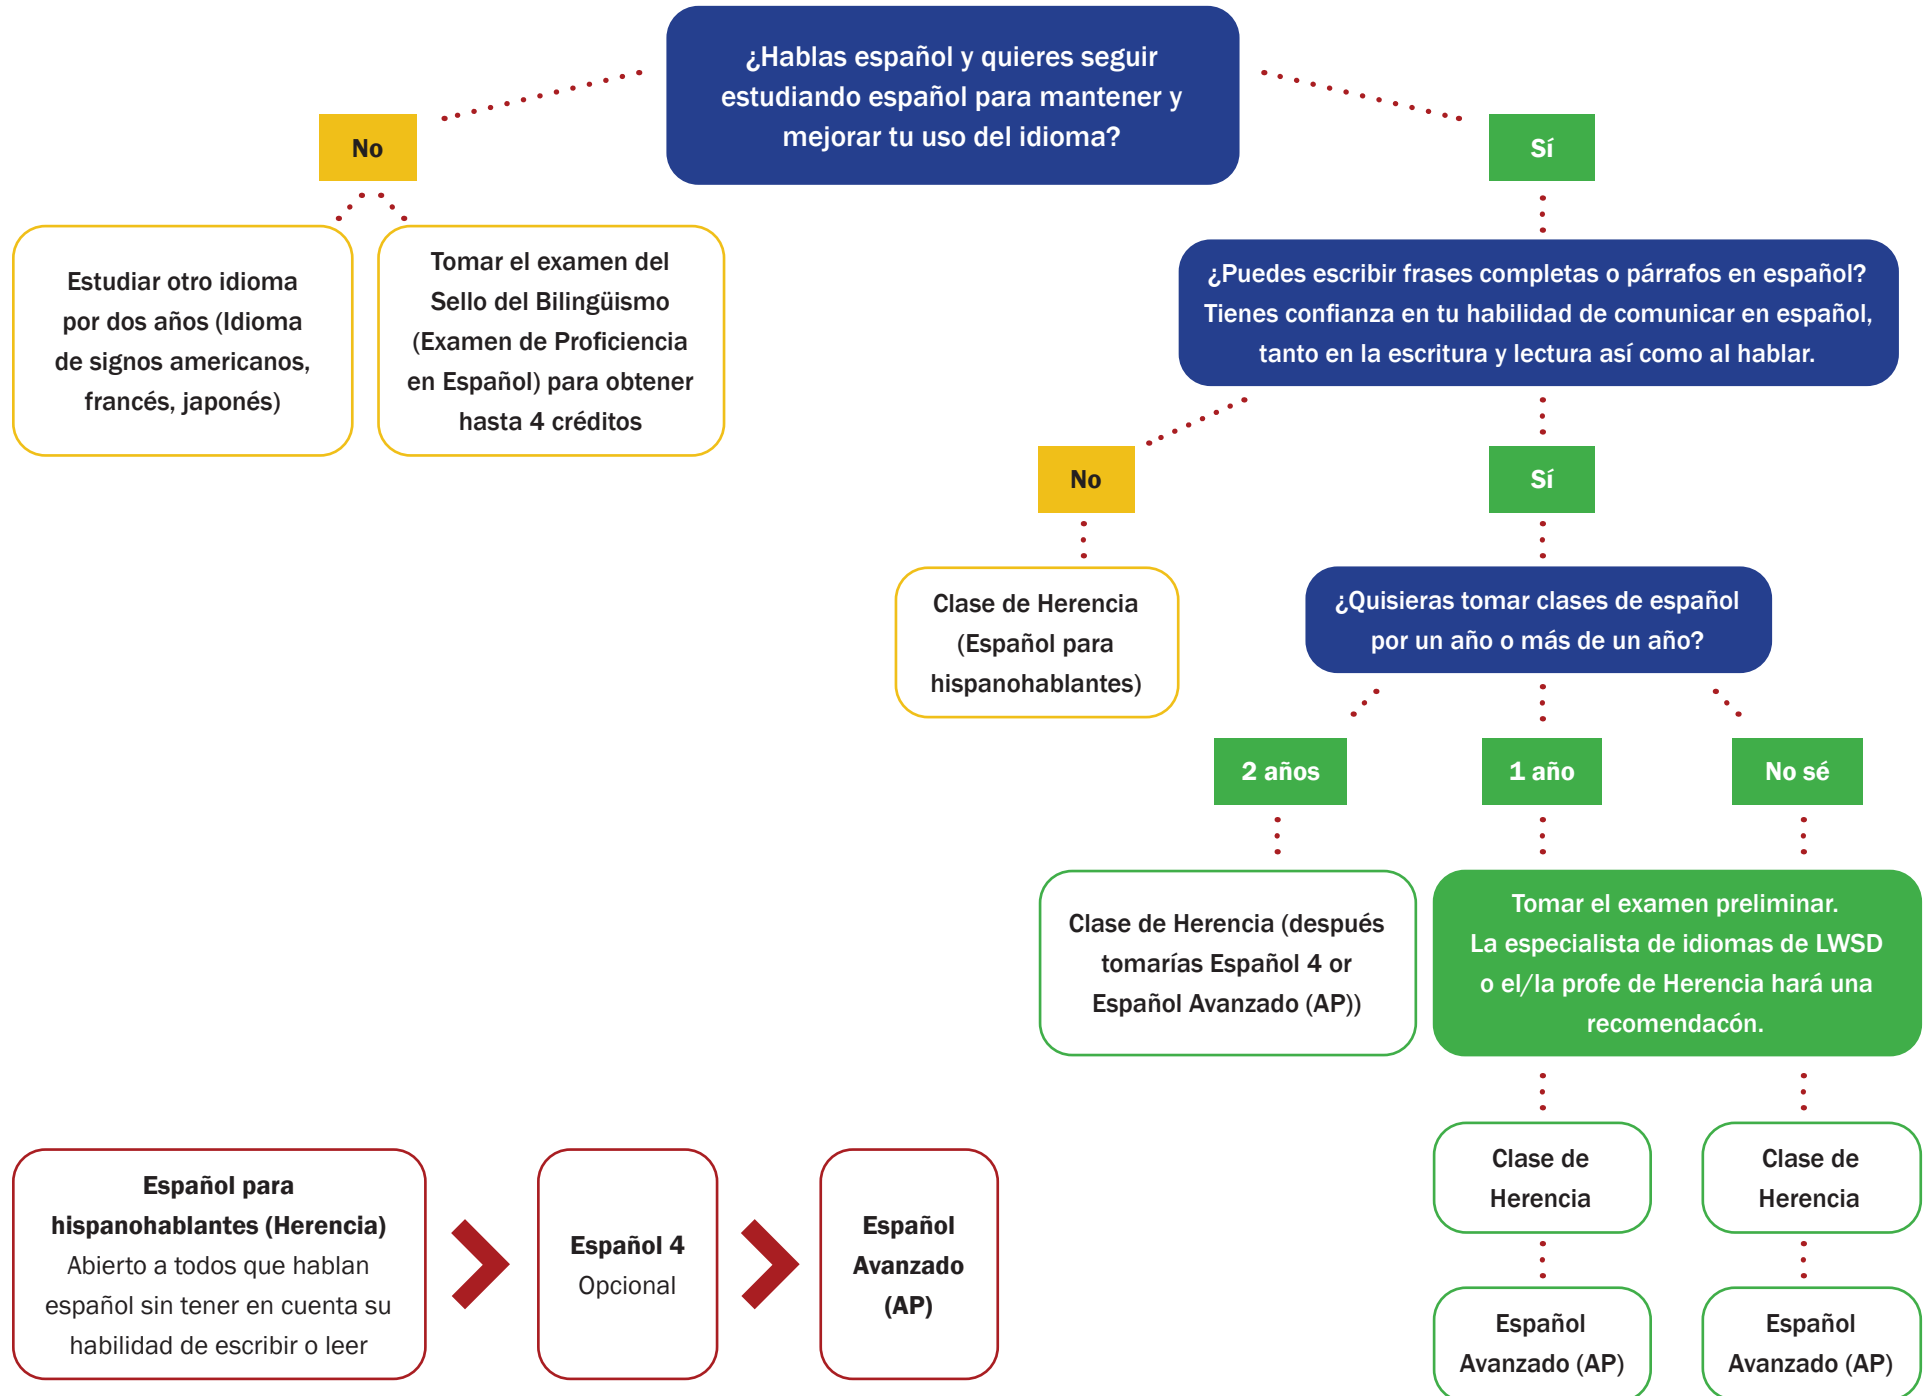 ¿Hablas español y quieres seguir
estudiando español para mantener y
mejorar tu uso del idioma?
No
Sí
Estudiar otro idioma
por dos años (Idioma
de signos americanos,
francés, japonés)
Tomar el examen del
Sello del Bilingüismo
(Examen de Proficiencia
en Español) para obtener
hasta 4 créditos
¿Puedes escribir frases completas o párrafos en español?
Tienes confianza en tu habilidad de comunicar en español,
tanto en la escritura y lectura así como al hablar.
No
Sí
Clase de Herencia
(Español para
hispanohablantes)
¿Quisieras tomar clases de español
por un año o más de un año?
2 años
1 año
No sé
Clase de Herencia (después
tomarías Español 4 or
Español Avanzado (AP))
Tomar el examen preliminar.
La especialista de idiomas de LWSD
o el/la profe de Herencia hará una
recomendacón.
Clase de
Herencia
Clase de
Herencia
Español
Avanzado (AP)
Español
Avanzado (AP)
Español para
hispanohablantes (Herencia)
Abierto a todos que hablan
español sin tener en cuenta su
habilidad de escribir o leer
Español 4
Opcional
Español
Avanzado
(AP)